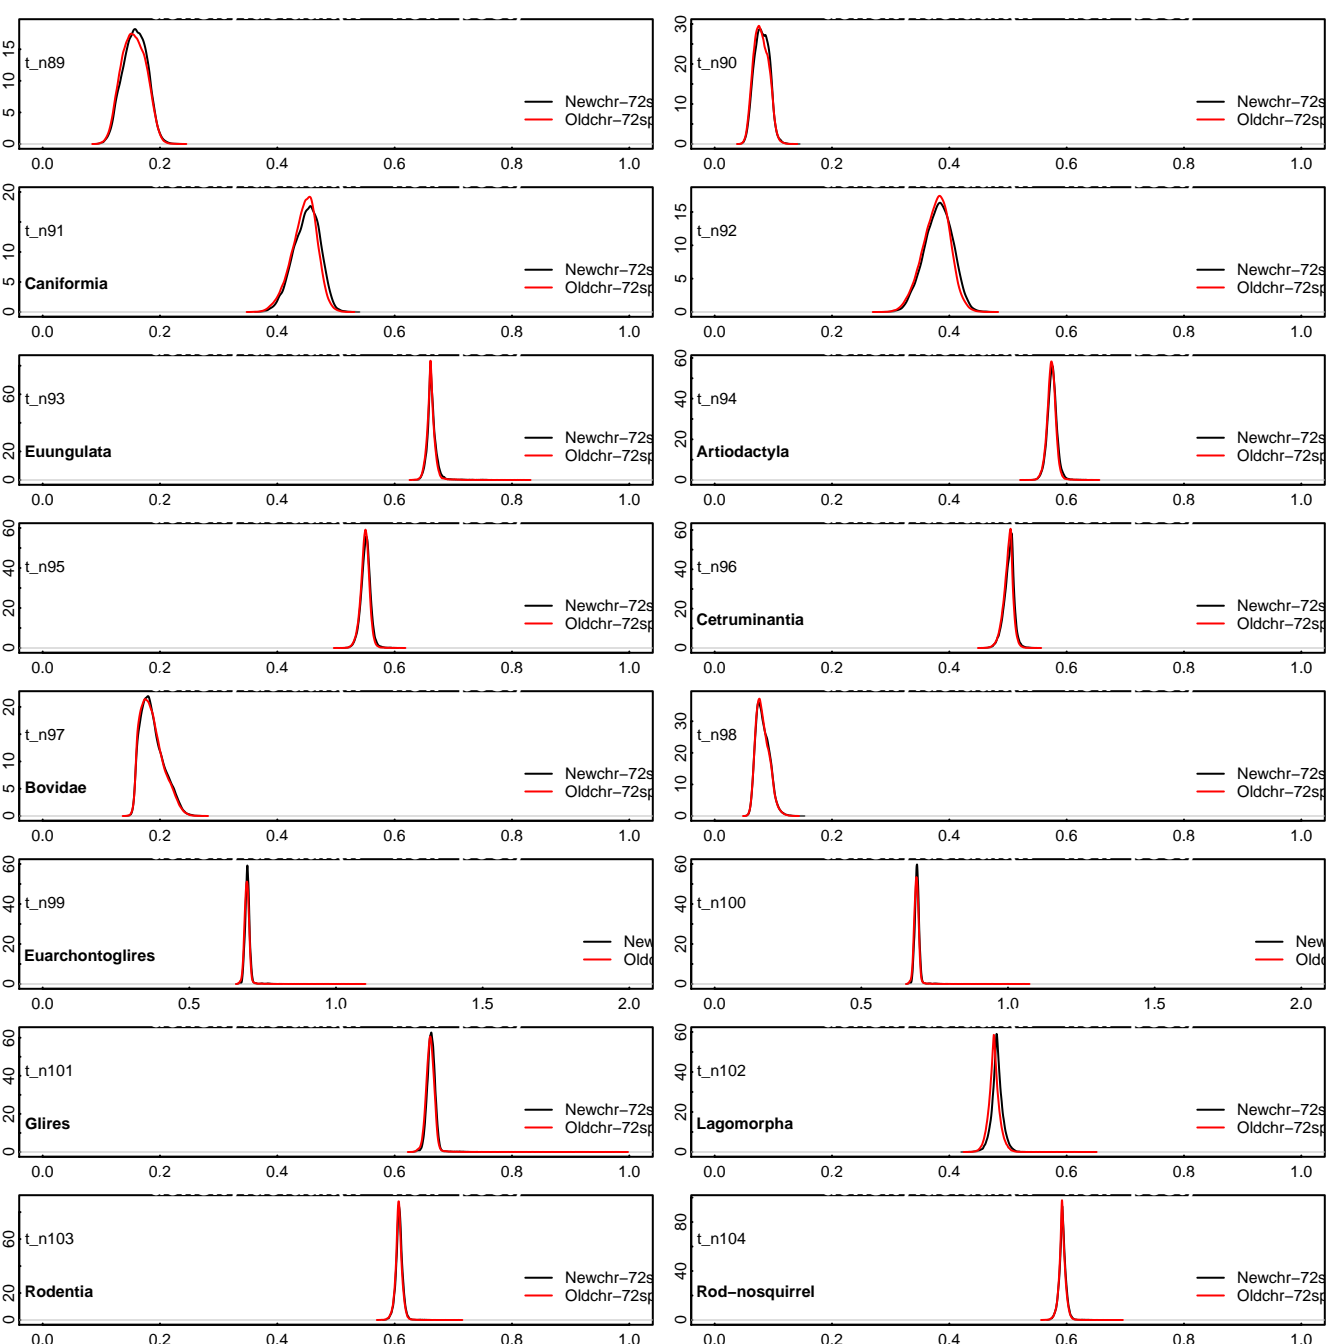 t_n89
Newchr−72s
Oldchr−72sp
0 5 10 15
0.0 0.2 0.4 0.6 0.8 1.0
t_n90
Newchr−72s
Oldchr−72sp
0 10 20 30
0.0 0.2 0.4 0.6 0.8 1.0
t_n91
Caniformia
Newchr−72s
Oldchr−72sp
0 5 10 20
0.0 0.2 0.4 0.6 0.8 1.0
t_n92
Newchr−72s
Oldchr−72sp
0 5 10 15
0.0 0.2 0.4 0.6 0.8 1.0
t_n93
Euungulata
Newchr−72s
Oldchr−72sp
0 20 60
0.0 0.2 0.4 0.6 0.8 1.0
t_n94
Artiodactyla
Newchr−72s
Oldchr−72sp
0 20 40 60
0.0 0.2 0.4 0.6 0.8 1.0
t_n95
Newchr−72s
Oldchr−72sp
0 20 40 60
0.0 0.2 0.4 0.6 0.8 1.0
t_n96
Cetruminantia
Newchr−72s
Oldchr−72sp
0 20 40 60
0.0 0.2 0.4 0.6 0.8 1.0
t_n97
Bovidae
Newchr−72s
Oldchr−72sp
0 5 10 20
0.0 0.2 0.4 0.6 0.8 1.0
t_n98
Newchr−72s
Oldchr−72sp
0 10 20 30
0.0 0.2 0.4 0.6 0.8 1.0
t_n99
Euarchontoglires
New
Old
0 20 40 60
0.0 0.5 1.0 1.5 2.0
t_n100
New
Old
0 20 40 60
0.0 0.5 1.0 1.5 2.0
t_n101
Glires
Newchr−72s
Oldchr−72sp
0 20 40 60
0.0 0.2 0.4 0.6 0.8 1.0
t_n102
Lagomorpha
Newchr−72s
Oldchr−72sp
0 20 40 60
0.0 0.2 0.4 0.6 0.8 1.0
t_n103
Rodentia
Newchr−72s
Oldchr−72sp
0 20 60
0.0 0.2 0.4 0.6 0.8 1.0
t_n104
Rod−nosquirrel
Newchr−72s
Oldchr−72sp
0 40 80
0.0 0.2 0.4 0.6 0.8 1.0